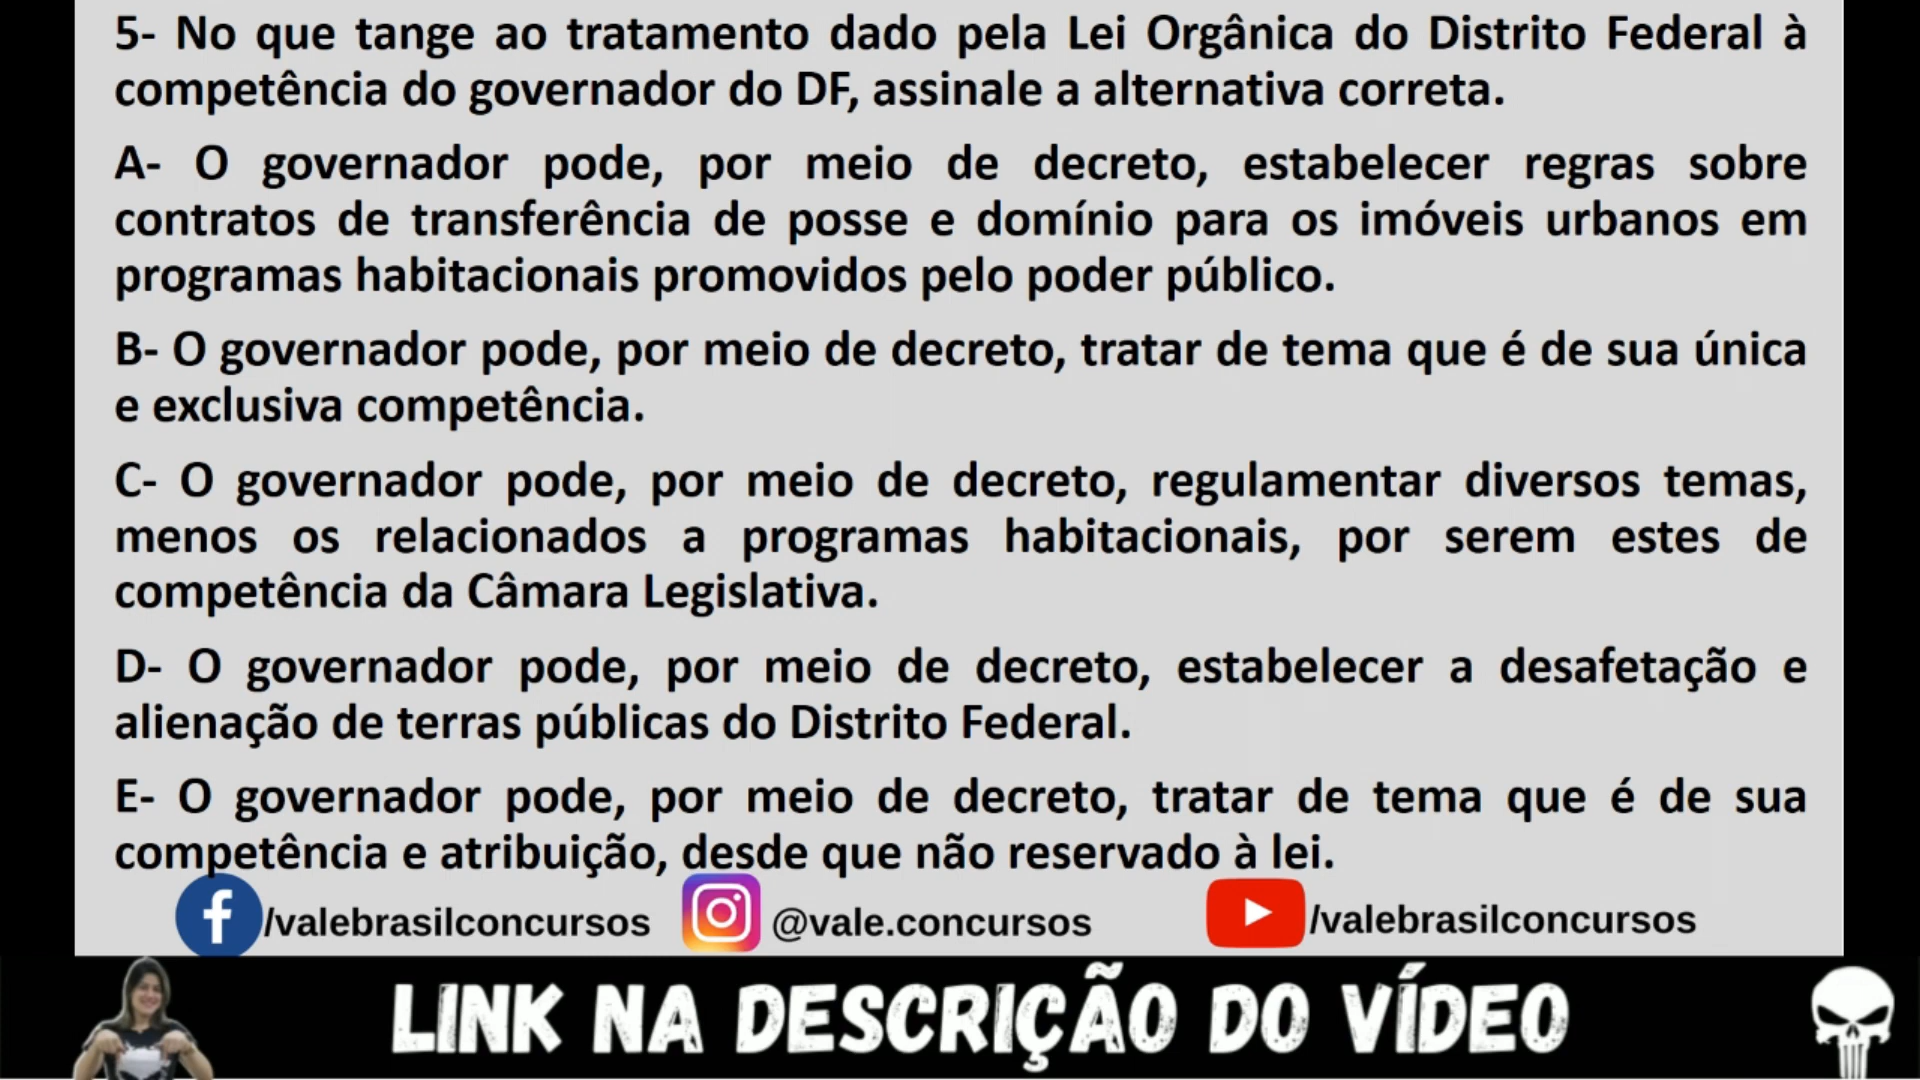 5- No que tange ao tratamento dado pela Lei Orgânica do Distrito Federal à
competência do governador do DF, assinale a alternativa correta.
A- O governador pode, por meio de decreto, estabelecer regras sobre
contratos de transferência de posse e domínio para os imóveis urbanos em
programas habitacionais promovidos pelo poder público.
B- O governador pode, por meio de decreto, tratar de tema que é de sua única
e exclusiva competência.
C- O governador pode, por meio de decreto, regulamentar diversos temas,
menos os relacionados a programas habitacionais, por serem estes de
competência da Câmara Legislativa.
D- O governador pode, por meio de decreto, estabelecer a desafetação e
alienação de terras públicas do Distrito Federal.
E- O governador pode, por meio de decreto, tratar de tema que é de sua
competência e atribuição, desde que não reservado à lei.
/valebrasilconcursos @vale.concursos /valebrasilconcursos
LINK NA DESCRIÇÃO DO VÍDEO